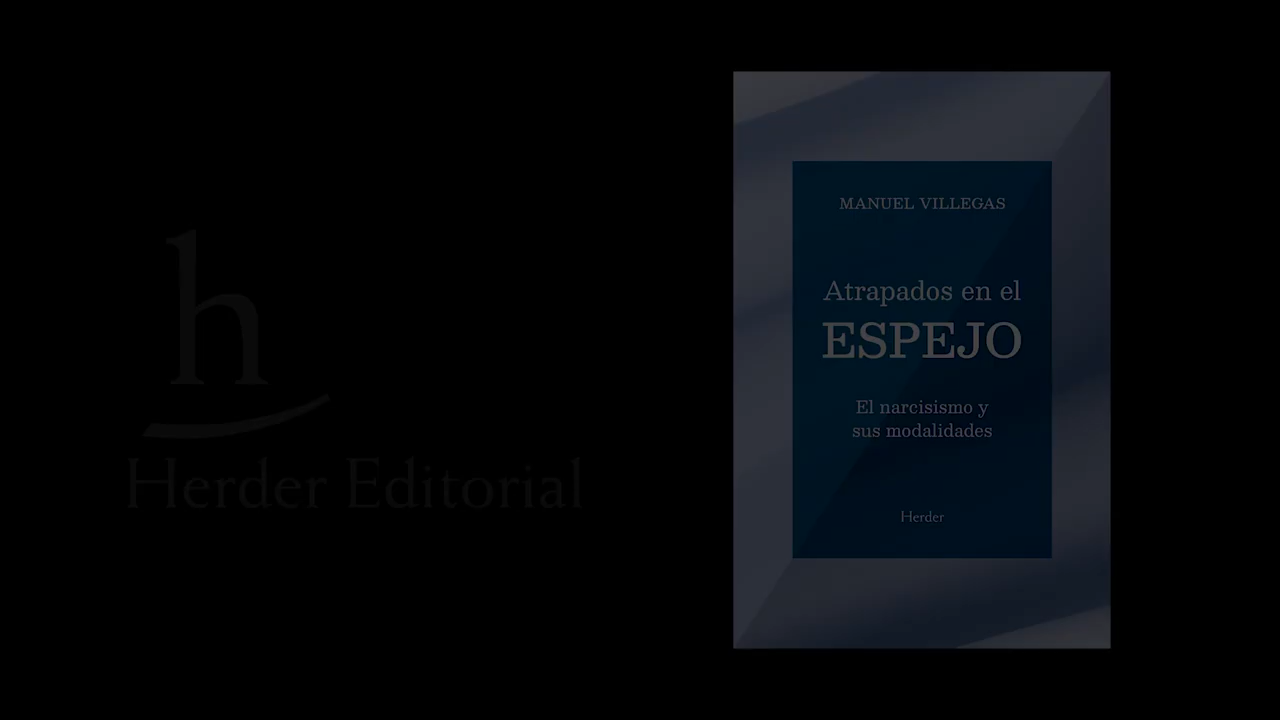 h
Herder Editorial
MANUEL VILLEGAS
Atrapados en el
ESPEJO
El narcisismo y
sus modalidades
Herder